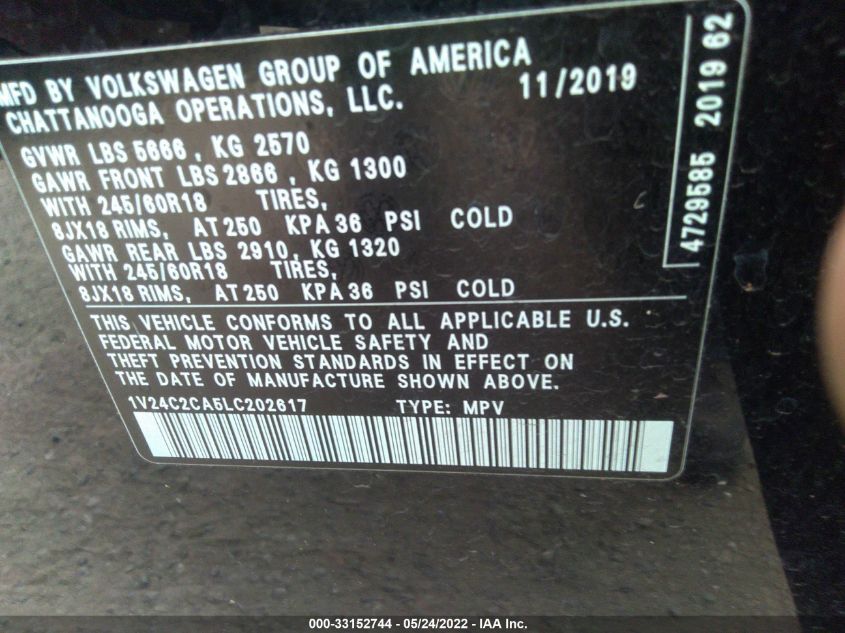 MFD BY VOLKSWAGEN GROUP OF AMERICA
CHATTANOOGA OPERATIONS, LLC. 11/2019
GVWR LBS 5666 , KG 2570
GAWR FRONT LBS 2866 , KG 1300
WITH 245/60R18 TIRES,
8JX18 RIMS, AT 250 KPA 36 PSI COLD
GAWR REAR LBS 2910, KG 1320
WITH 245/60R18 TIRES,
8JX18 RIMS, AT 250 KPA 36 PSI COLD
THIS VEHICLE CONFORMS TO ALL APPLICABLE U.S.
FEDERAL MOTOR VEHICLE SAFETY AND
THEFT PREVENTION STANDARDS IN EFFECT ON
THE DATE OF MANUFACTURE SHOWN ABOVE.
1V24C2CA5LC202617 TYPE: MPV
4729585 2019 62
000-33152744 - 05/24/2022 - IAA Inc.